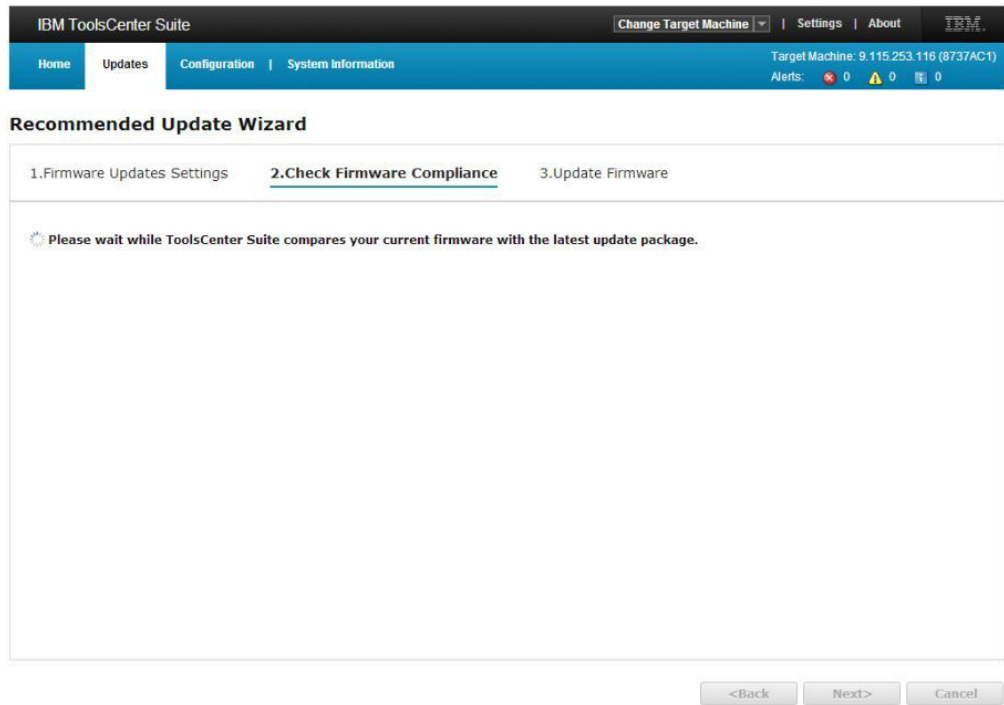 IBM ToolsCenter Suite
Change Target Machine | Settings | About IBM.
Home Updates Configuration | System Information
Target Machine: 9.115.253.116 (8737AC1)
Alerts: 0 0 0
Recommended Update Wizard
1.Firmware Updates Settings 2.Check Firmware Compliance 3.Update Firmware
Please wait while ToolsCenter Suite compares your current firmware with the latest update package.
<Back Next> Cancel